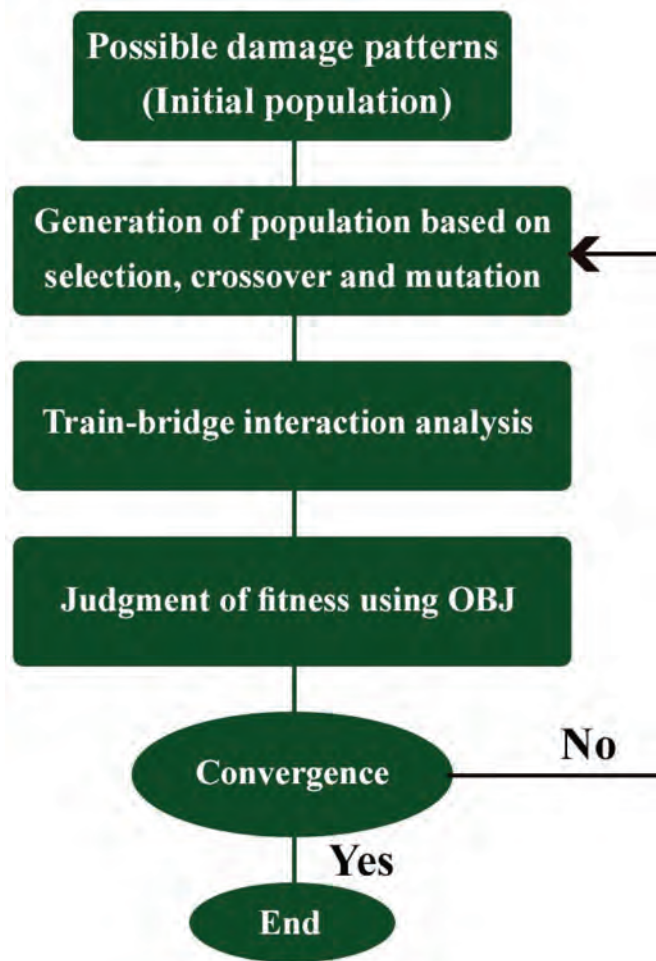 Possible damage patterns
(Initial population)
Generation of population based on
selection, crossover and mutation
Train-bridge interaction analysis
Judgment of fitness using OBJ
Convergence
No
Yes
End